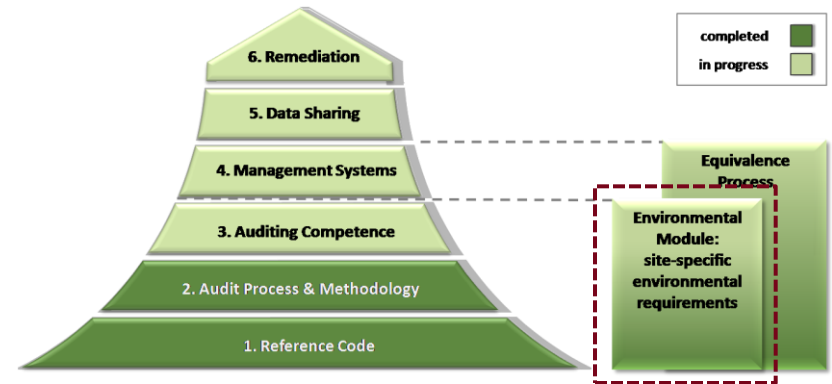 completed
in progress
6. Remediation
5. Data Sharing
4. Management Systems
3. Auditing Competence
2. Audit Process & Methodology
1. Reference Code
Equivalence
Process
Environmental
Module:
site-specific
environmental
requirements